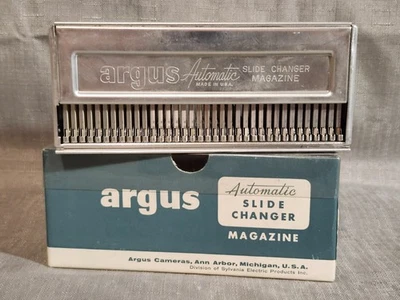 argus Automatic SLIDE CHANGER
MADE IN U.S.A. MAGAZINE
argus
Automatic
SLIDE
CHANGER
MAGAZINE
Argus Cameras, Ann Arbor, Michigan, U.S.A.
Division of Sylvania Electric Products Inc.